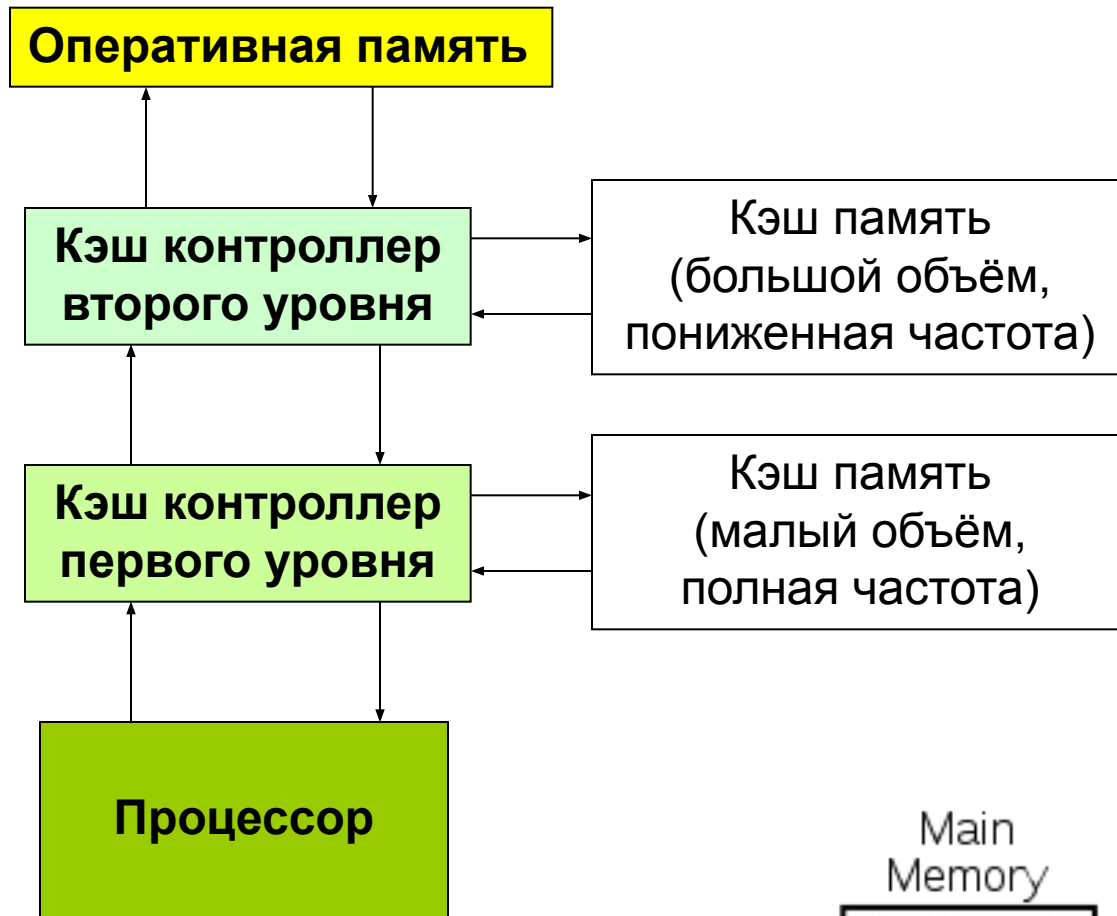 Оперативная память
Кэш контроллер
второго уровня
Кэш память
(большой объём,
пониженная частота)
Кэш контроллер
первого уровня
Кэш память
(малый объём,
полная частота)
Процессор
Main
Memory